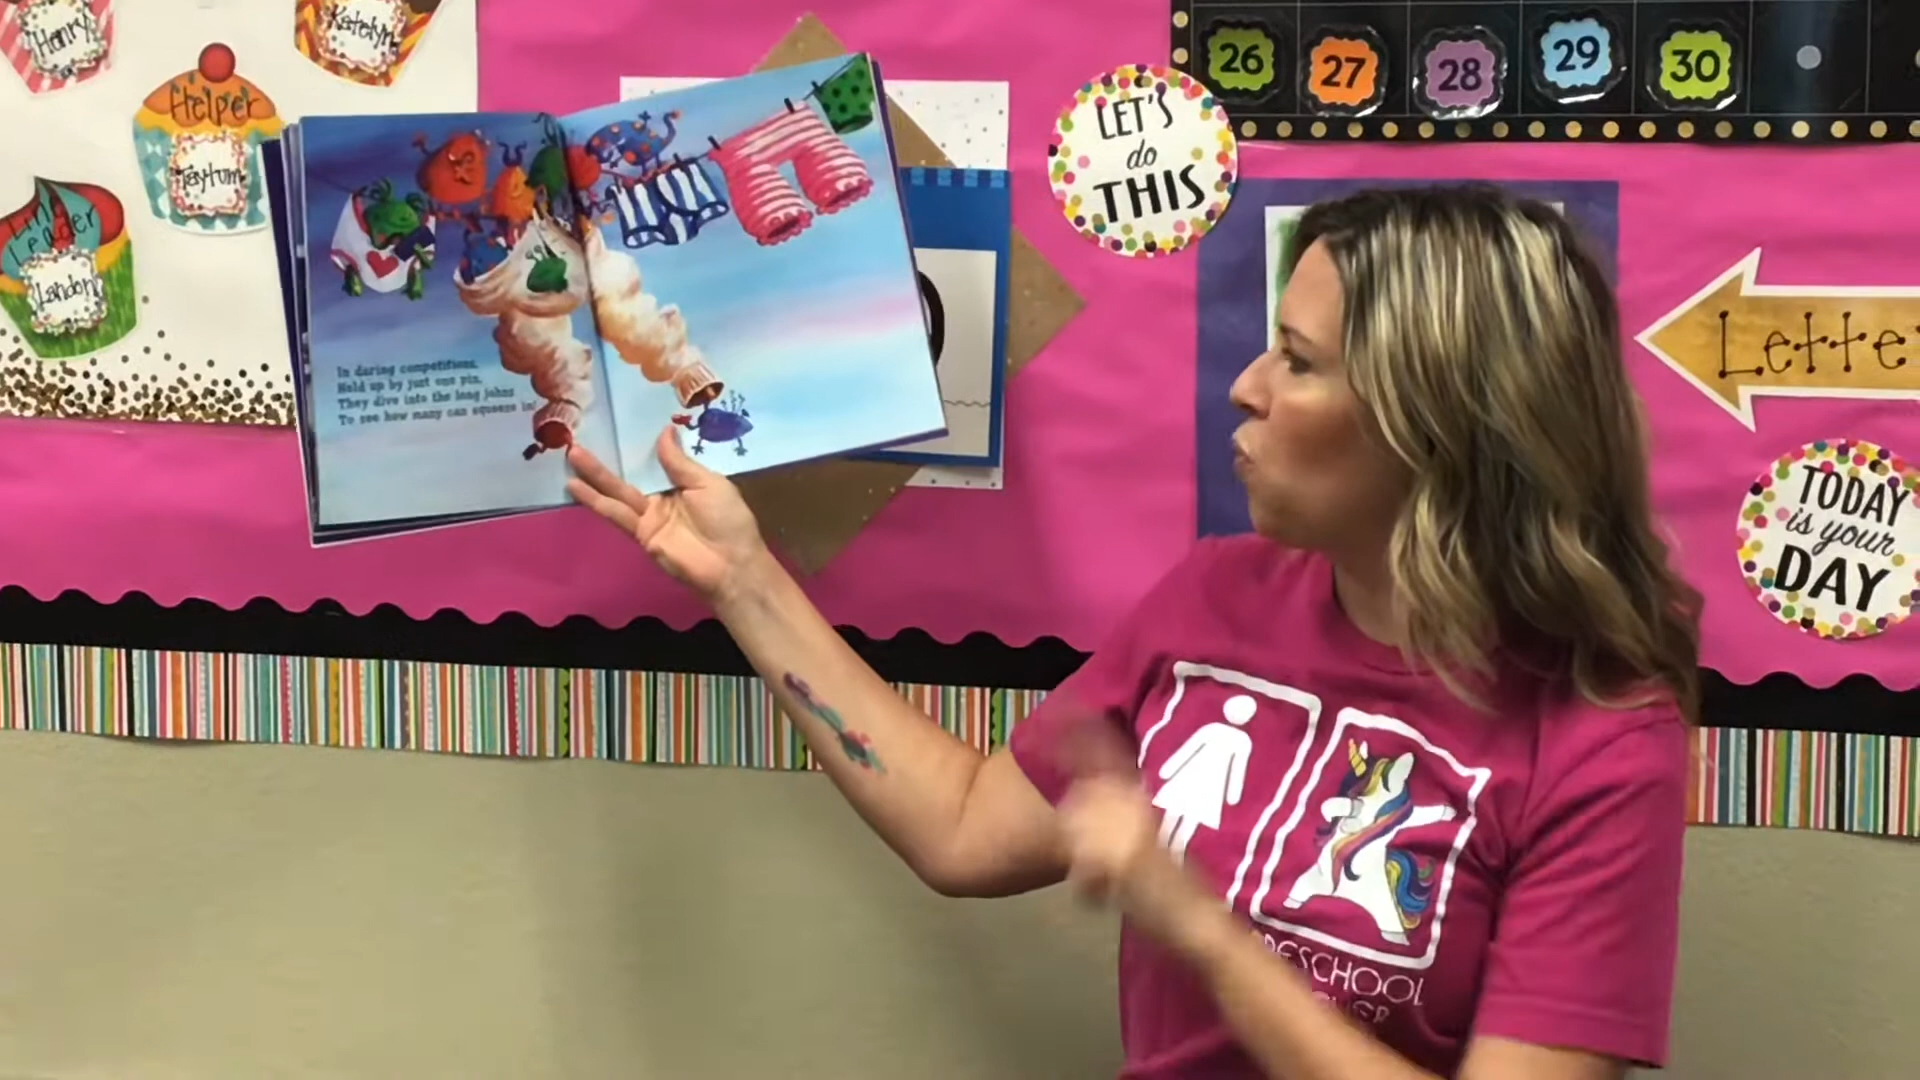 Henry
Katelyn
Helper
Taytum
Line
Leader
Landon
In daring competitions,
Held up by just one pin,
They dive into the long johns
To see how many can squeeze in!
LET'S
do
THIS
26
27
28
29
30
Lette
TODAY
is your
DAY
PRESCHOOL